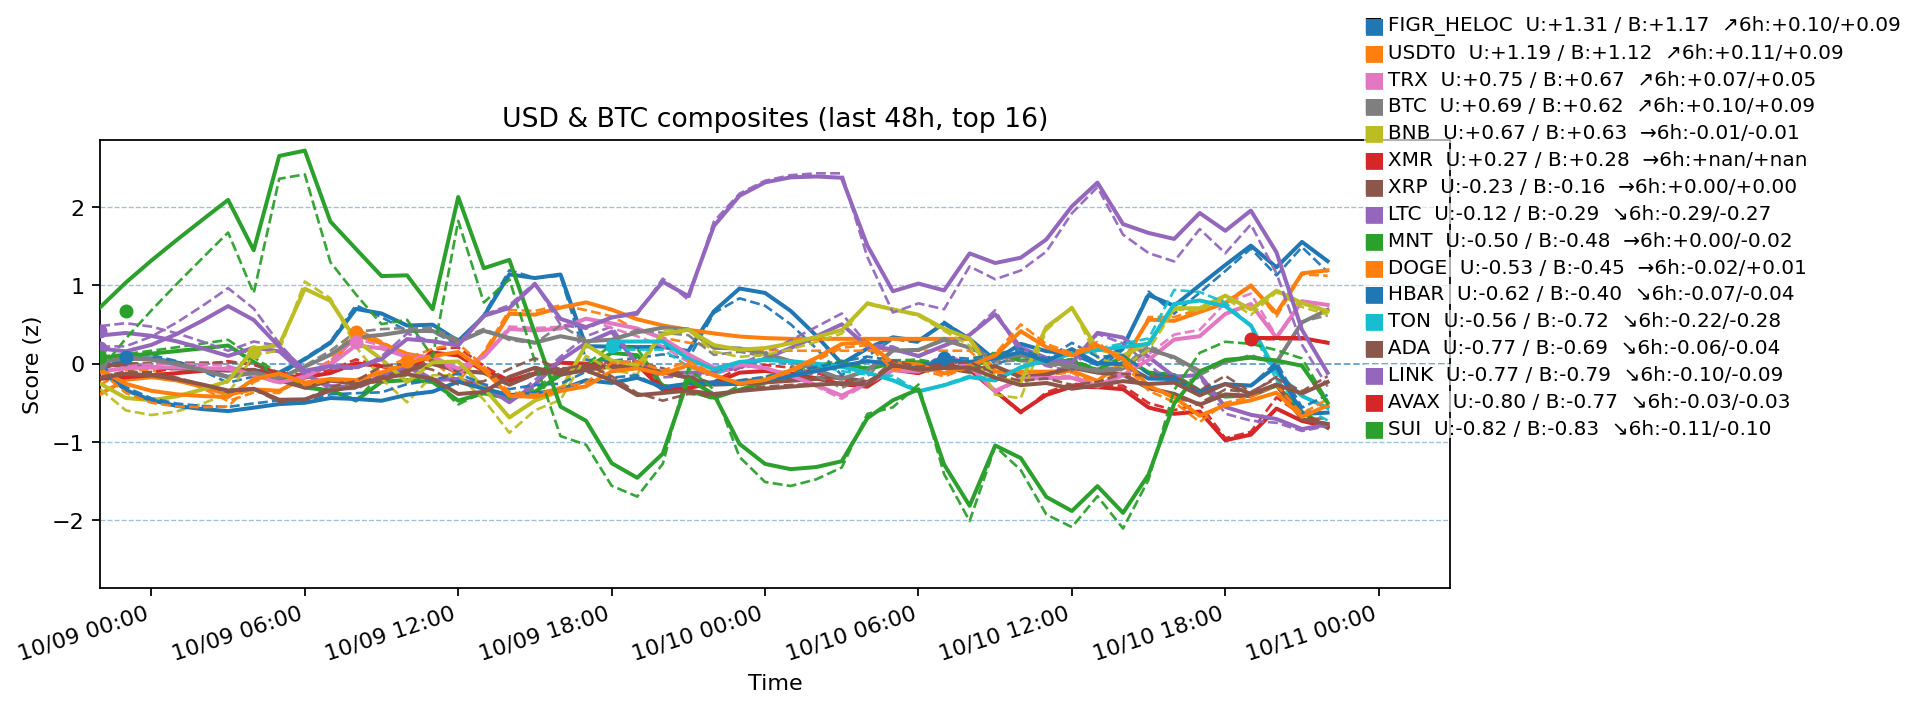 FIGR_HELOC U:+1.31 / B:+1.17 ↗6h:+0.10/+0.09
USDT0 U:+1.19 / B:+1.12 ↗6h:+0.11/+0.09
TRX U:+0.75 / B:+0.67 ↗6h:+0.07/+0.05
BTC U:+0.69 / B:+0.62 ↗6h:+0.10/+0.09
BNB U:+0.67 / B:+0.63 →6h:-0.01/-0.01
XMR U:+0.27 / B:+0.28 →6h:+nan/+nan
XRP U:-0.23 / B:-0.16 →6h:+0.00/+0.00
LTC U:-0.12 / B:-0.29 ↘6h:-0.29/-0.27
MNT U:-0.50 / B:-0.48 →6h:+0.00/-0.02
DOGE U:-0.53 / B:-0.45 →6h:-0.02/+0.01
HBAR U:-0.62 / B:-0.40 ↘6h:-0.07/-0.04
TON U:-0.56 / B:-0.72 ↘6h:-0.22/-0.28
ADA U:-0.77 / B:-0.69 ↘6h:-0.06/-0.04
LINK U:-0.77 / B:-0.79 ↘6h:-0.10/-0.09
AVAX U:-0.80 / B:-0.77 ↘6h:-0.03/-0.03
SUI U:-0.82 / B:-0.83 ↘6h:-0.11/-0.10
USD & BTC composites (last 48h, top 16)
Score (z)
2
1
0
−1
−2
10/09 00:00
10/09 06:00
10/09 12:00
10/09 18:00
10/10 00:00
10/10 06:00
10/10 12:00
10/10 18:00
10/11 00:00
Time